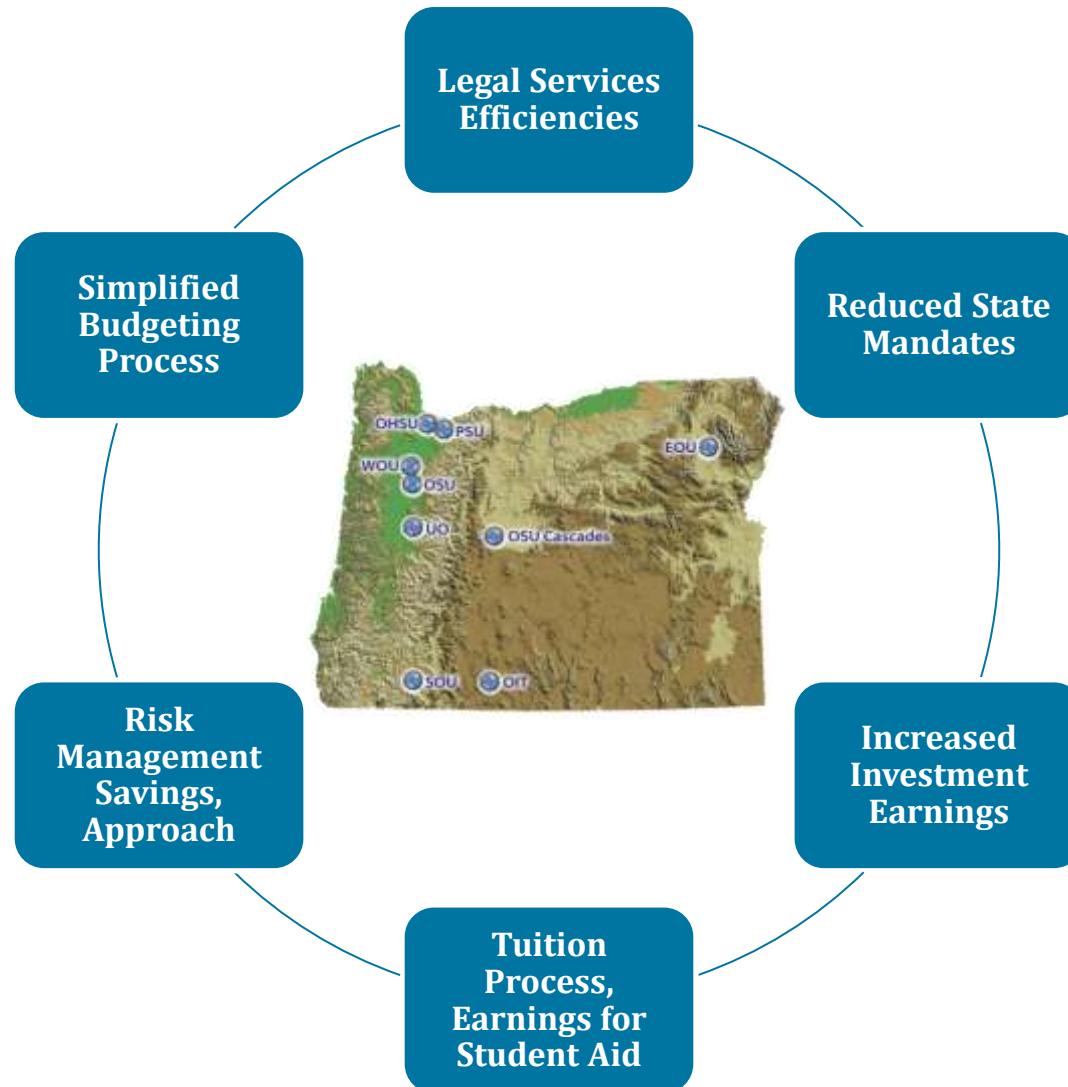 Legal Services
Efficiencies
Simplified
Budgeting
Process
Reduced State
Mandates
OHSU
PSU
EOU
WOU
OSU
UO
OSU Cascades
SOU
OIT
Risk
Management
Savings,
Approach
Increased
Investment
Earnings
Tuition
Process,
Earnings for
Student Aid